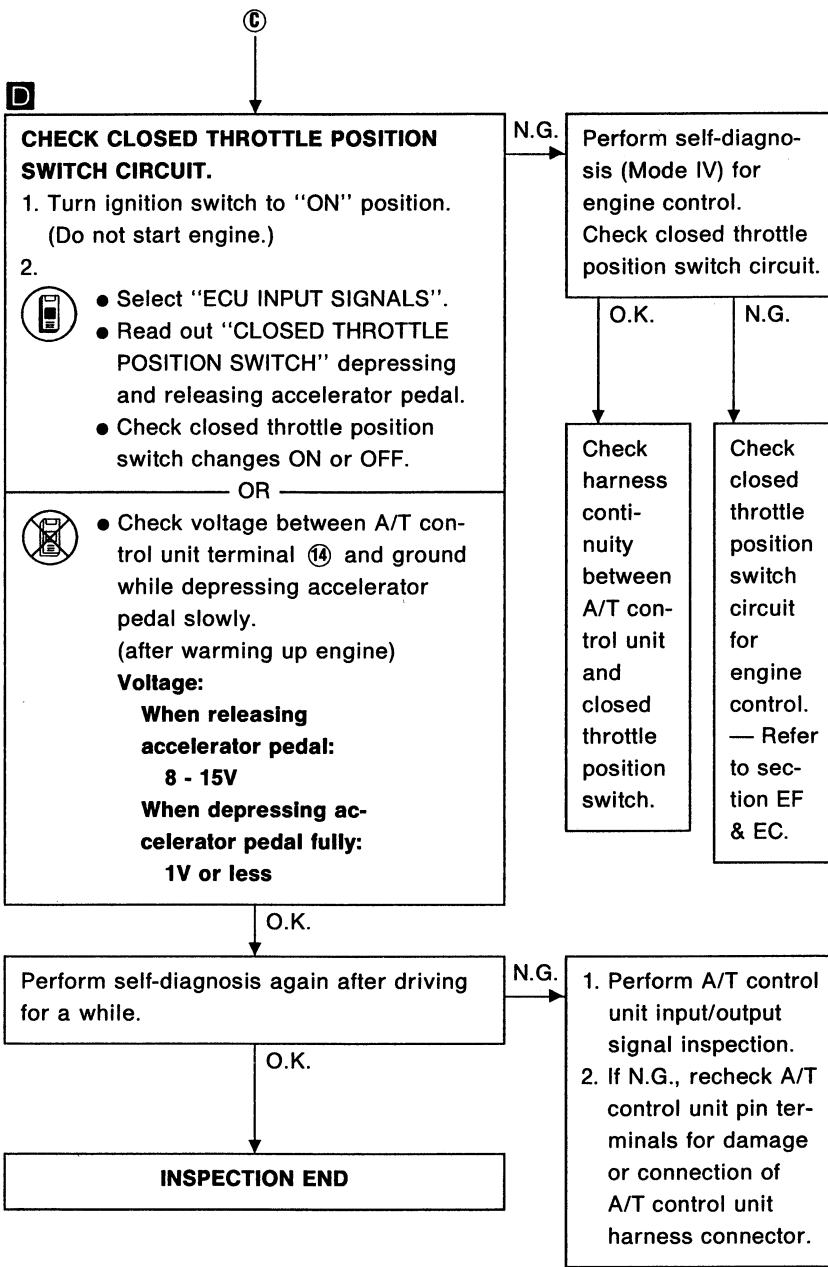 Ⓒ
D
CHECK CLOSED THROTTLE POSITION
SWITCH CIRCUIT.
1. Turn ignition switch to "ON" position.
(Do not start engine.)
2.
● Select "ECU INPUT SIGNALS".
● Read out "CLOSED THROTTLE
POSITION SWITCH" depressing
and releasing accelerator pedal.
● Check closed throttle position
switch changes ON or OFF.
OR
● Check voltage between A/T con-
trol unit terminal ⑭ and ground
while depressing accelerator
pedal slowly.
(after warming up engine)
Voltage:
When releasing
accelerator pedal:
8 - 15V
When depressing ac-
celerator pedal fully:
1V or less
N.G.
Perform self-diagno-
sis (Mode IV) for
engine control.
Check closed throttle
position switch circuit.
O.K.
N.G.
Check
harness
conti-
nuity
between
A/T con-
trol unit
and
closed
throttle
position
switch.
Check
closed
throttle
position
switch
circuit
for
engine
control.
— Refer
to sec-
tion EF
& EC.
O.K.
Perform self-diagnosis again after driving
for a while.
N.G.
1. Perform A/T control
unit input/output
signal inspection.
2. If N.G., recheck A/T
control unit pin ter-
minals for damage
or connection of
A/T control unit
harness connector.
O.K.
INSPECTION END